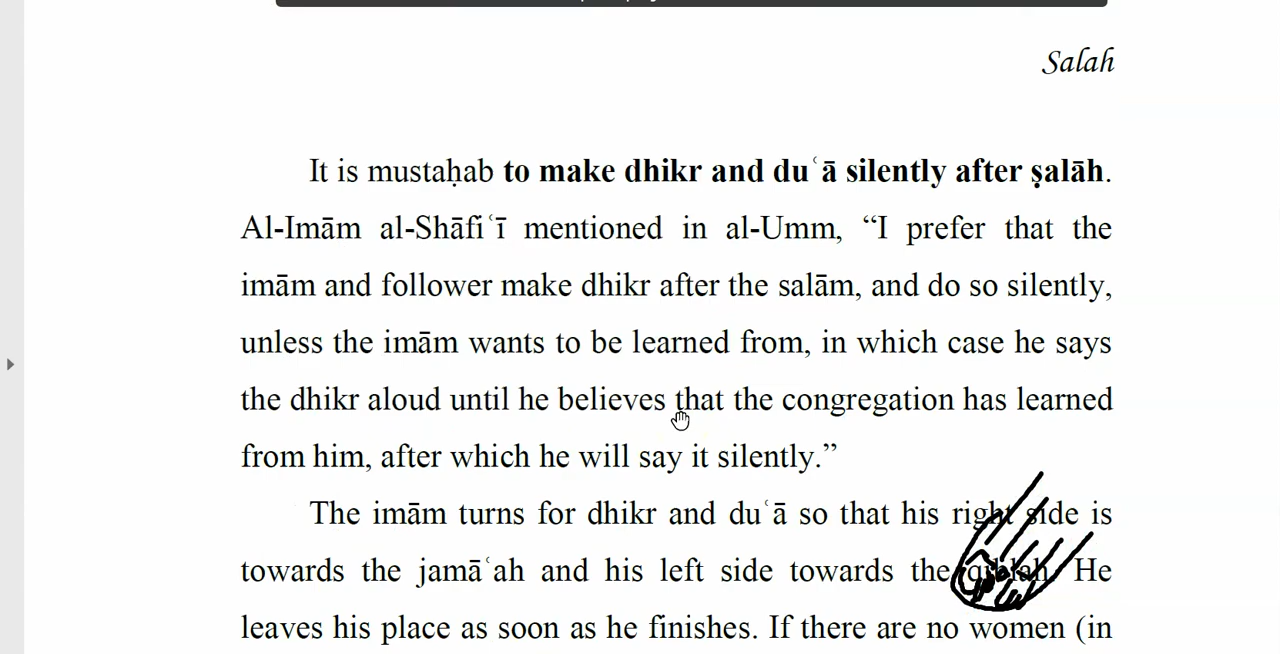 Salah
It is mustaḥab to make dhikr and duʿā silently after ṣalāh.
Al-Imām al-Shāfiʿī mentioned in al-Umm, “I prefer that the
imām and follower make dhikr after the salām, and do so silently,
unless the imām wants to be learned from, in which case he says
the dhikr aloud until he believes that the congregation has learned
from him, after which he will say it silently.”
The imām turns for dhikr and duʿā so that his right side is
towards the jamāʿah and his left side towards the qiblah. He
leaves his place as soon as he finishes. If there are no women (in